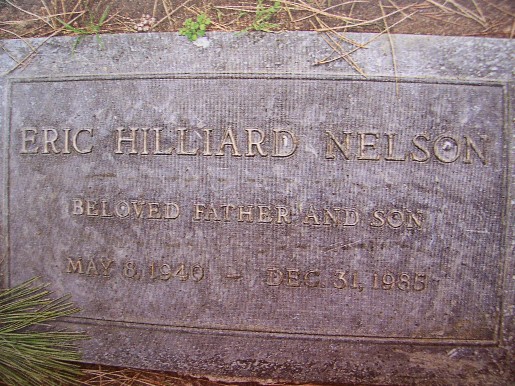 ERIC HILLIARD NELSON
BELOVED FATHER AND SON
MAY 8, 1940 – DEC. 31, 1985